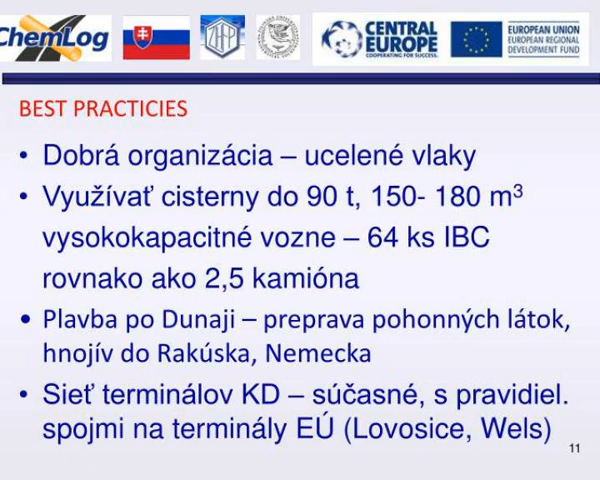 ChemLog
ZCHFP
CENTRAL
EUROPE
COOPERATING FOR SUCCESS.
EUROPEAN UNION
EUROPEAN REGIONAL
DEVELOPMENT FUND
BEST PRACTICIES
• Dobrá organizácia – ucelené vlaky
• Využívať cisterny do 90 t, 150- 180 m³
vysokokapacitné vozne – 64 ks IBC
rovnako ako 2,5 kamióna
• Plavba po Dunaji – preprava pohonných látok,
hnojív do Rakúska, Nemecka
• Sieť terminálov KD – súčasné, s pravidiel.
spojmi na terminály EÚ (Lovosice, Wels)
11